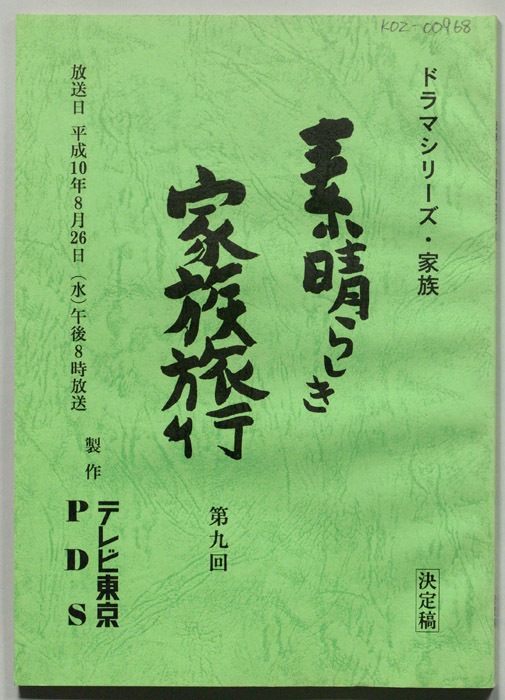 KOZ-00968
ドラマシリーズ・家族
素晴らしき
家族旅行
第九回
決定稿
放送日 平成10年8月26日(水)午後8時放送
製作
テレビ東京
PDS